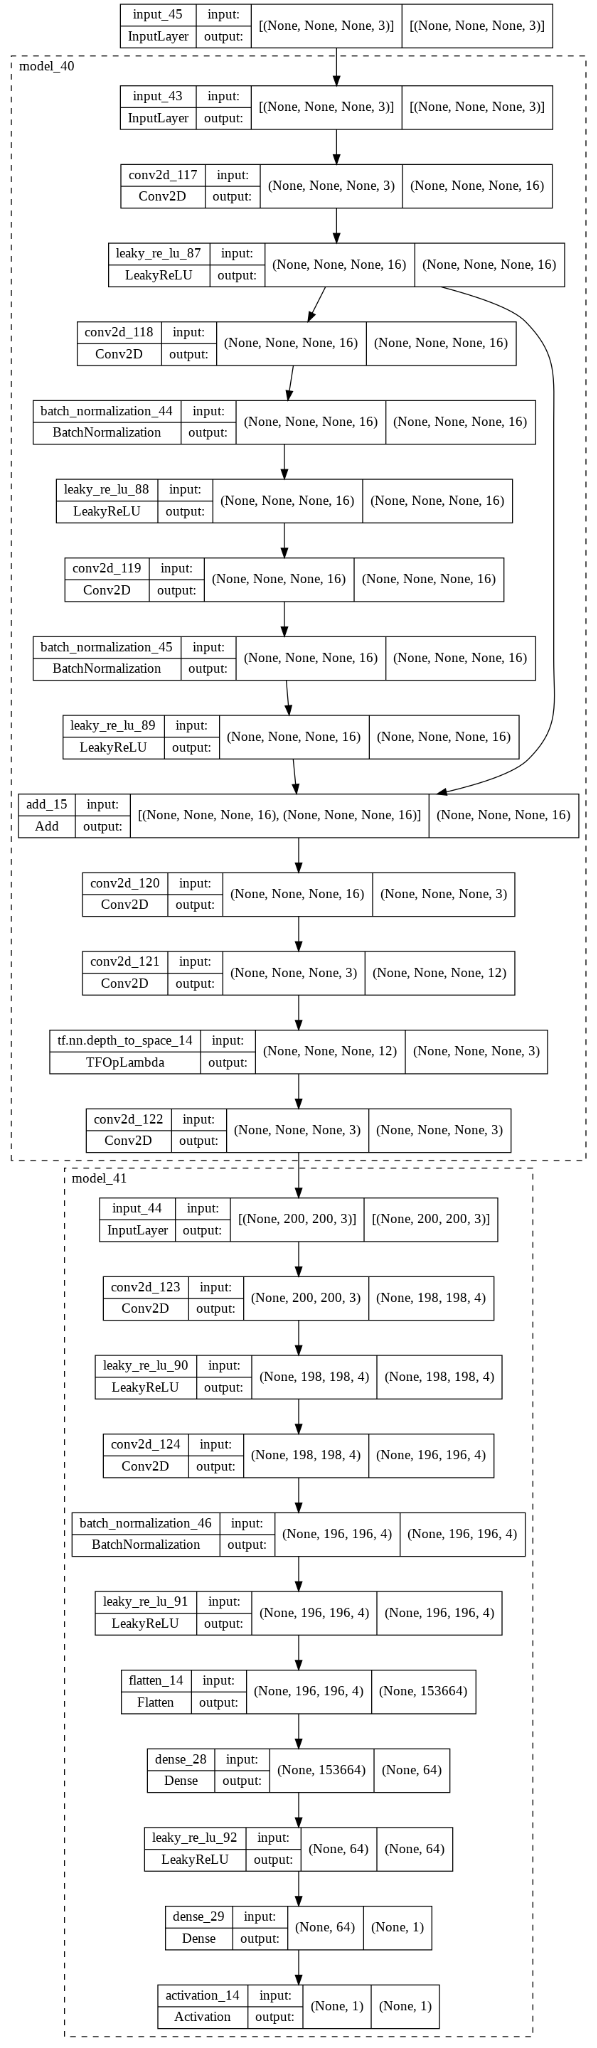 input_45 input: [(None, None, None, 3)] [(None, None, None, 3)]
InputLayer output:
model_40
input_43 input: [(None, None, None, 3)] [(None, None, None, 3)]
InputLayer output:
conv2d_117 input: (None, None, None, 3) (None, None, None, 16)
Conv2D output:
leaky_re_lu_87 input: (None, None, None, 16) (None, None, None, 16)
LeakyReLU output:
conv2d_118 input: (None, None, None, 16) (None, None, None, 16)
Conv2D output:
batch_normalization_44 input: (None, None, None, 16) (None, None, None, 16)
BatchNormalization output:
leaky_re_lu_88 input: (None, None, None, 16) (None, None, None, 16)
LeakyReLU output:
conv2d_119 input: (None, None, None, 16) (None, None, None, 16)
Conv2D output:
batch_normalization_45 input: (None, None, None, 16) (None, None, None, 16)
BatchNormalization output:
leaky_re_lu_89 input: (None, None, None, 16) (None, None, None, 16)
LeakyReLU output:
add_15 input: [(None, None, None, 16), (None, None, None, 16)] (None, None, None, 16)
Add output:
conv2d_120 input: (None, None, None, 16) (None, None, None, 3)
Conv2D output:
conv2d_121 input: (None, None, None, 3) (None, None, None, 12)
Conv2D output:
tf.nn.depth_to_space_14 input: (None, None, None, 12) (None, None, None, 3)
TFOpLambda output:
conv2d_122 input: (None, None, None, 3) (None, None, None, 3)
Conv2D output:
model_41
input_44 input: [(None, 200, 200, 3)] [(None, 200, 200, 3)]
InputLayer output:
conv2d_123 input: (None, 200, 200, 3) (None, 198, 198, 4)
Conv2D output:
leaky_re_lu_90 input: (None, 198, 198, 4) (None, 198, 198, 4)
LeakyReLU output:
conv2d_124 input: (None, 198, 198, 4) (None, 196, 196, 4)
Conv2D output:
batch_normalization_46 input: (None, 196, 196, 4) (None, 196, 196, 4)
BatchNormalization output:
leaky_re_lu_91 input: (None, 196, 196, 4) (None, 196, 196, 4)
LeakyReLU output:
flatten_14 input: (None, 196, 196, 4) (None, 153664)
Flatten output:
dense_28 input: (None, 153664) (None, 64)
Dense output:
leaky_re_lu_92 input: (None, 64) (None, 64)
LeakyReLU output:
dense_29 input: (None, 64) (None, 1)
Dense output:
activation_14 input: (None, 1) (None, 1)
Activation output: